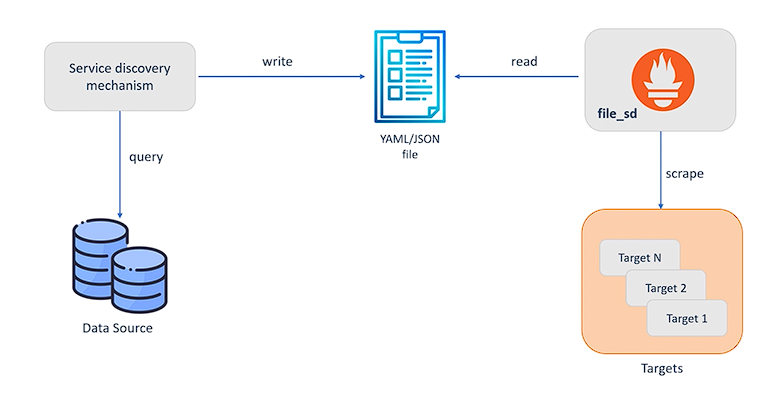 Service discovery
mechanism
write
YAML/JSON
file
read
file_sd
query
scrape
Data Source
Target N
Target 2
Target 1
Targets